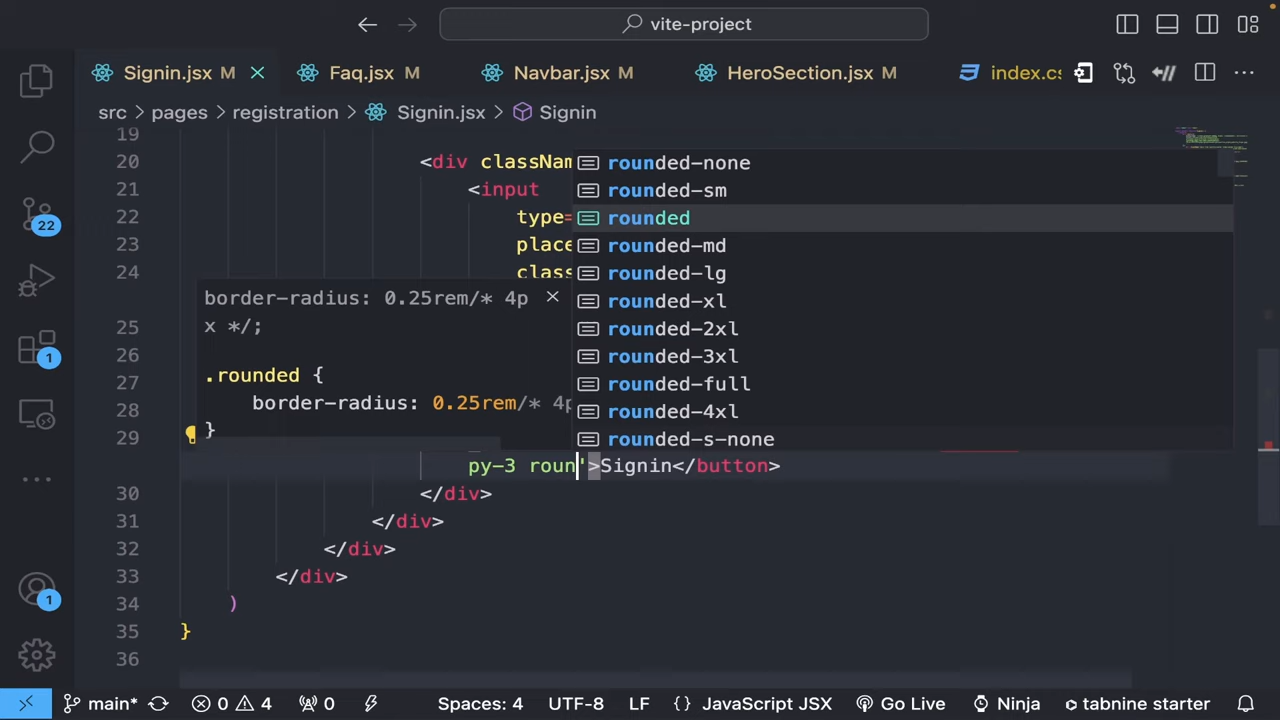 vite-project
Signin.jsx M
Faq.jsx M
Navbar.jsx M
HeroSection.jsx M
index.cs
src > pages > registration > Signin.jsx > Signin
19
20 <div classNam
21 <input
22 type=
23 place
24 class
25
26
27
28
29
py-3 roun'>Signin</button>
30 </div>
31 </div>
32 </div>
33 </div>
34 )
35 }
36
rounded-none
rounded-sm
rounded
rounded-md
rounded-lg
rounded-xl
rounded-2xl
rounded-3xl
rounded-full
rounded-4xl
rounded-s-none
border-radius: 0.25rem/* 4p
x */;
.rounded {
border-radius: 0.25rem/* 4p
}
22
1
1
main* 0 4 0 Spaces: 4 UTF-8 LF {} JavaScript JSX Go Live Ninja tabnine starter